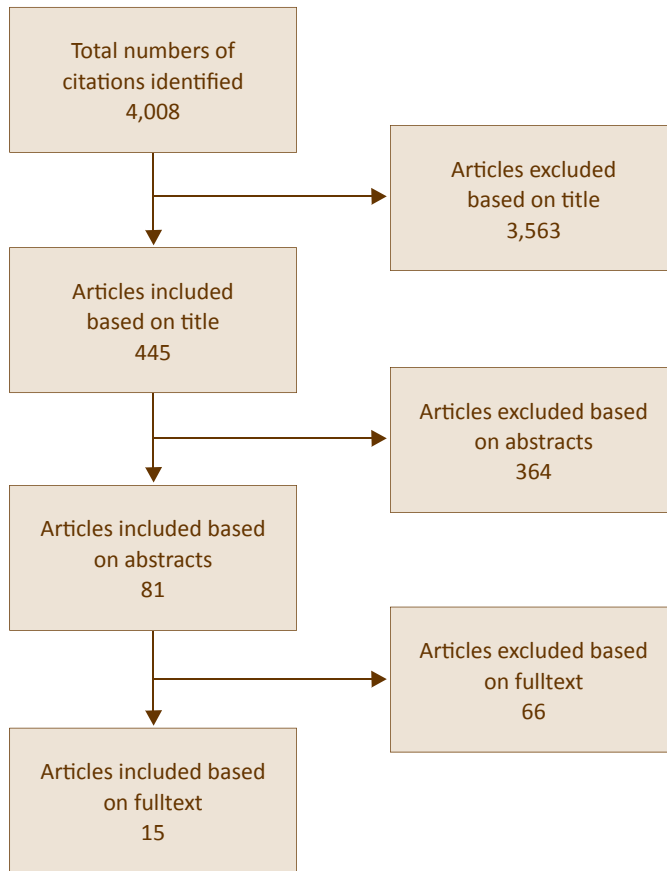 Total numbers of
citations identified
4,008
Articles excluded
based on title
3,563
Articles included
based on title
445
Articles excluded based
on abstracts
364
Articles included based
on abstracts
81
Articles excluded based
on fulltext
66
Articles included based
on fulltext
15